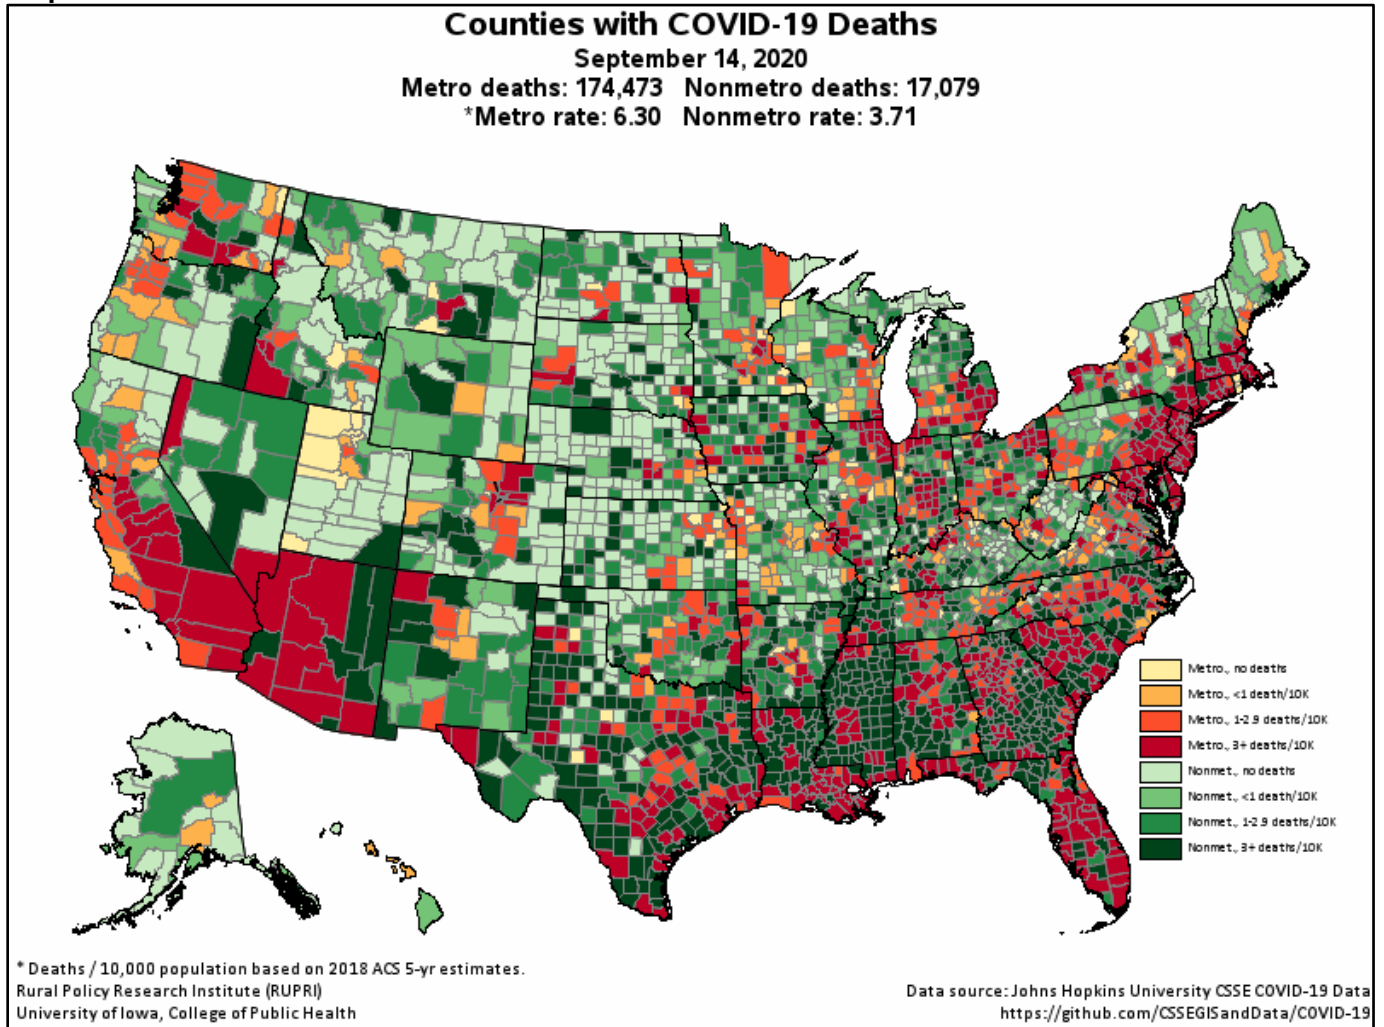 Counties with COVID-19 Deaths
September 14, 2020
Metro deaths: 174,473 Nonmetro deaths: 17,079
*Metro rate: 6.30 Nonmetro rate: 3.71
Metro., no deaths
Metro., <1 death/10K
Metro., 1-2.9 deaths/10K
Metro., 3+ deaths/10K
Nonmet., no deaths
Nonmet., <1 death/10K
Nonmet., 1-2.9 deaths/10K
Nonmet., 3+ deaths/10K
* Deaths / 10,000 population based on 2018 ACS 5-yr estimates.
Rural Policy Research Institute (RUPRI)
University of Iowa, College of Public Health
Data source: Johns Hopkins University CSSE COVID-19 Data
https://github.com/CSSEGISandData/COVID-19